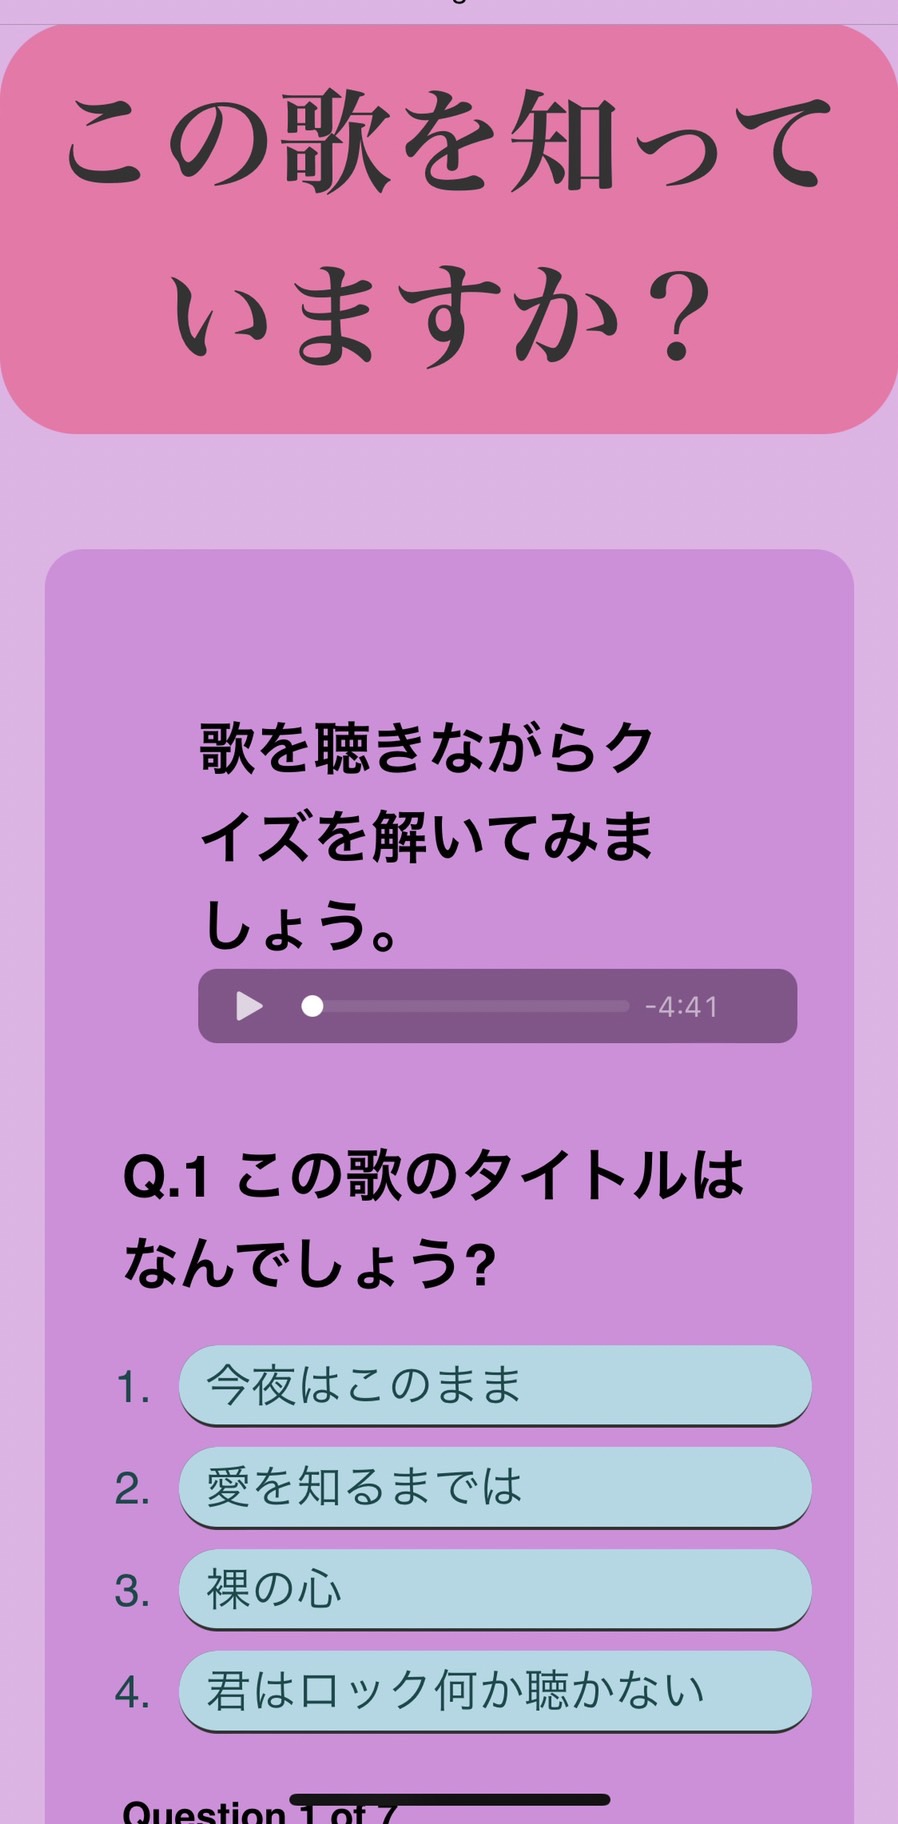 この歌を知って
いますか？
歌を聴きながらク
イズを解いてみま
しょう。
-4:41
Q.1 この歌のタイトルは
なんでしょう?
1. 今夜はこのまま
2. 愛を知るまでは
3. 裸の心
4. 君はロック何か聴かない
Question 1 of 7